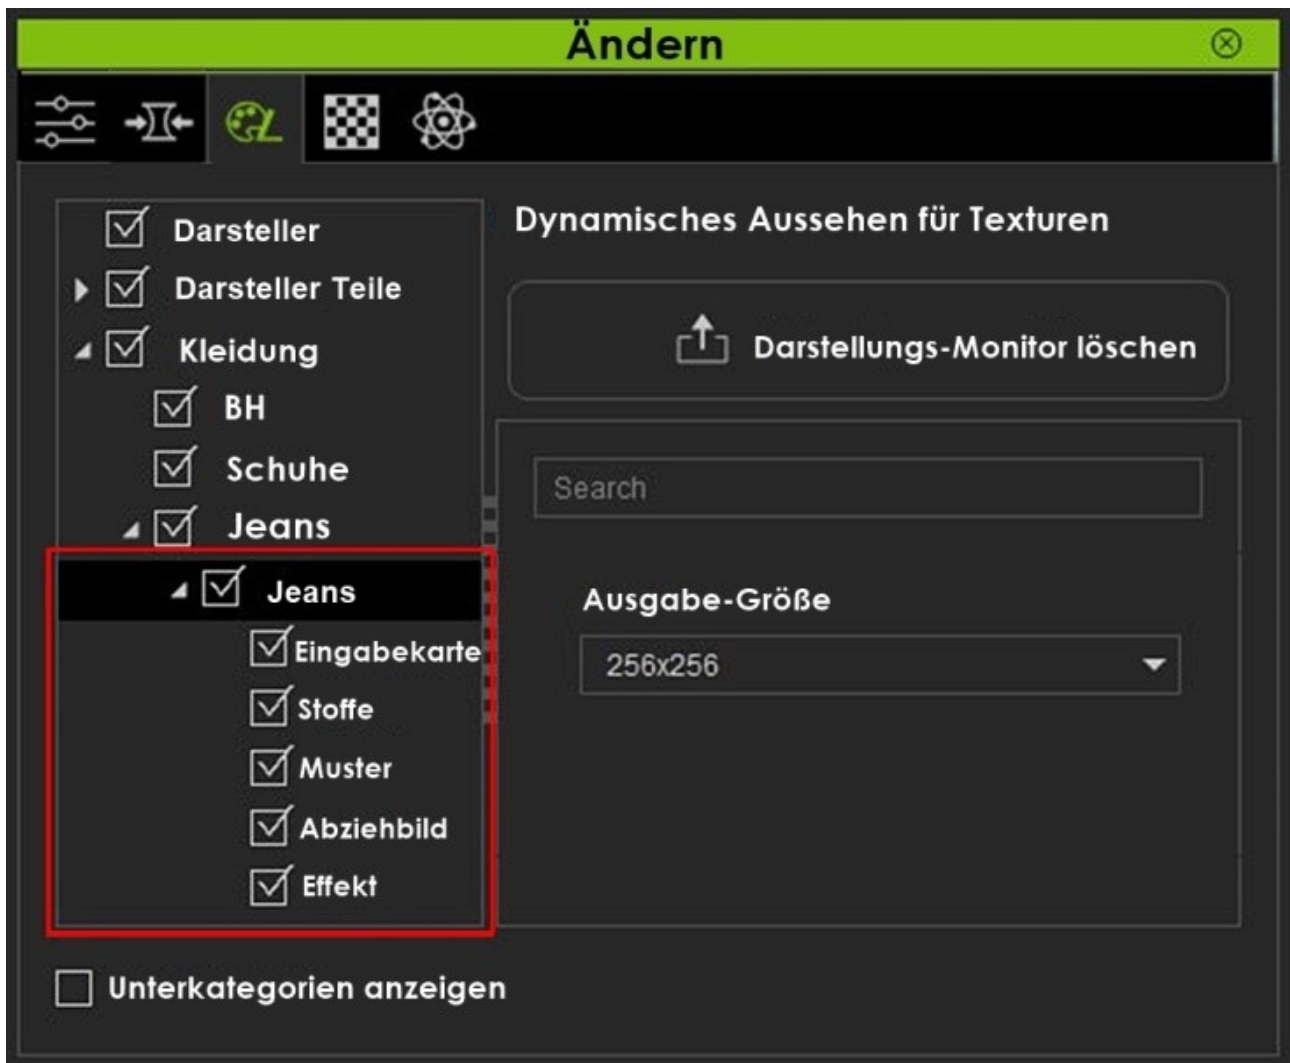 Ändern
Darsteller
Darsteller Teile
Kleidung
BH
Schuhe
Jeans
Jeans
Eingabekarte
Stoffe
Muster
Abziehbild
Effekt
Unterkategorien anzeigen
Dynamisches Aussehen für Texturen
Darstellungs-Monitor löschen
Search
Ausgabe-Größe
256x256